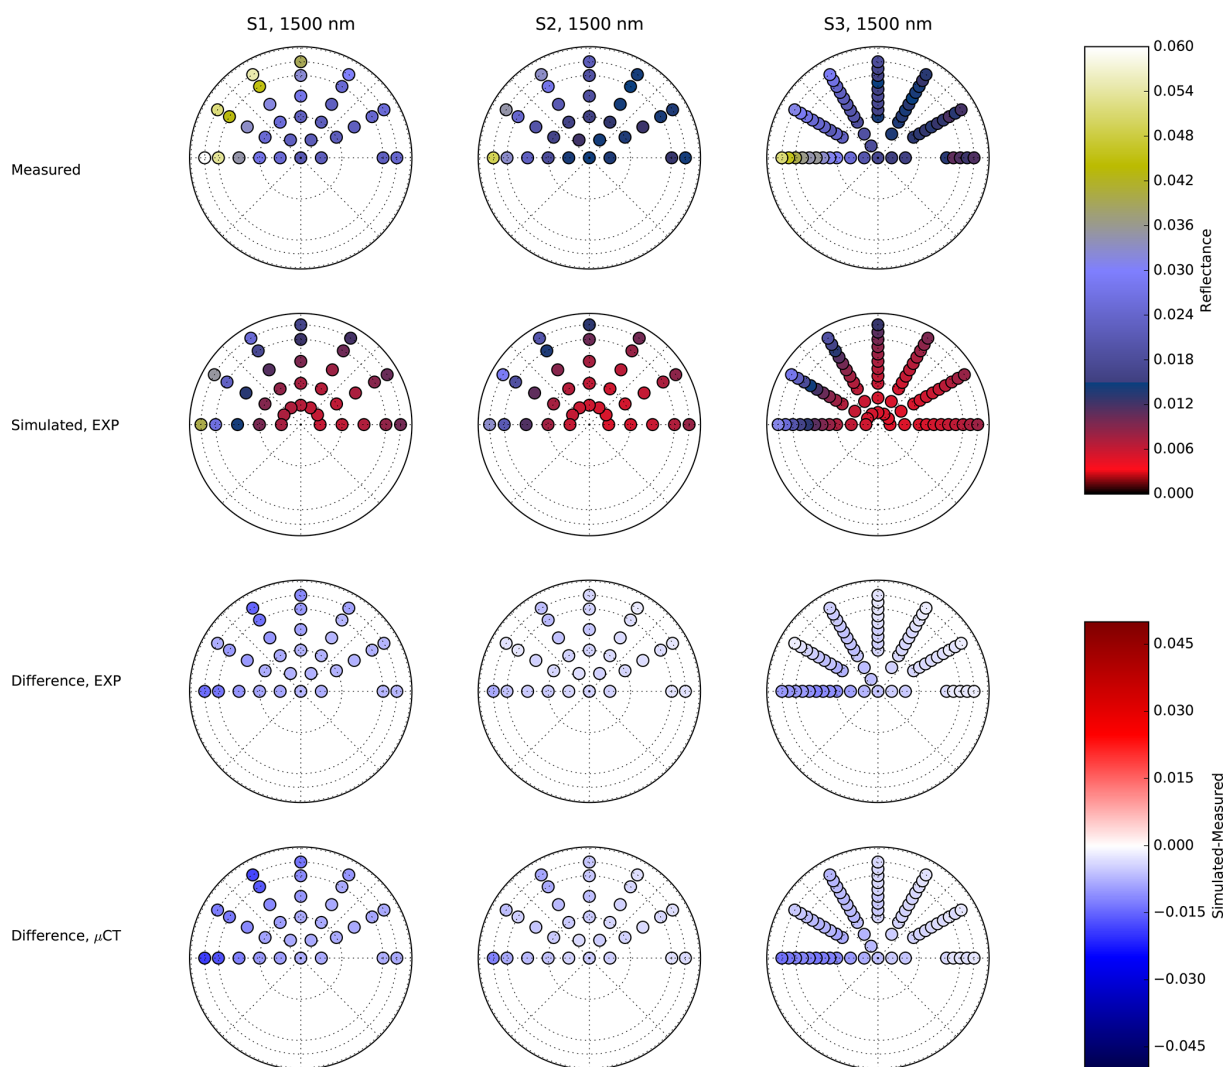 S1, 1500 nm
S2, 1500 nm
S3, 1500 nm
Measured
Simulated, EXP
Difference, EXP
Difference, μCT
0.060
0.054
0.048
0.042
0.036
0.030
0.024
0.018
0.012
0.006
0.000
Reflectance
0.045
0.030
0.015
0.000
−0.015
−0.030
−0.045
Simulated-Measured